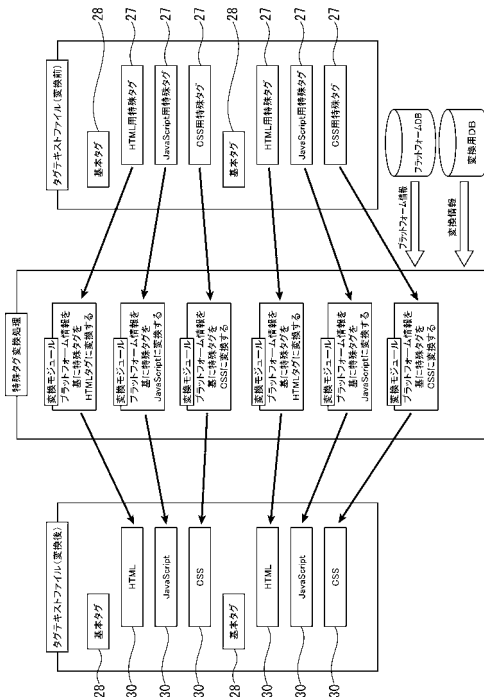 タグテキストファイル(変換前)
基本タグ
28
HTML用特殊タグ
27
JavaScript用特殊タグ
27
CSS用特殊タグ
27
基本タグ
28
HTML用特殊タグ
27
JavaScript用特殊タグ
27
CSS用特殊タグ
27
プラットフォームDB
プラットフォーム情報
変換用DB
変換情報
特殊タグ変換処理
変換モジュール
プラットフォーム情報を
基に特殊タグを
HTMLタグに変換する
変換モジュール
プラットフォーム情報を
基に特殊タグを
JavaScriptに変換する
変換モジュール
プラットフォーム情報を
基に特殊タグを
CSSに変換する
変換モジュール
プラットフォーム情報を
基に特殊タグを
HTMLタグに変換する
変換モジュール
プラットフォーム情報を
基に特殊タグを
JavaScriptに変換する
変換モジュール
プラットフォーム情報を
基に特殊タグを
CSSに変換する
タグテキストファイル(変換後)
基本タグ
28
HTML
30
JavaScript
30
CSS
30
基本タグ
28
HTML
30
JavaScript
30
CSS
30